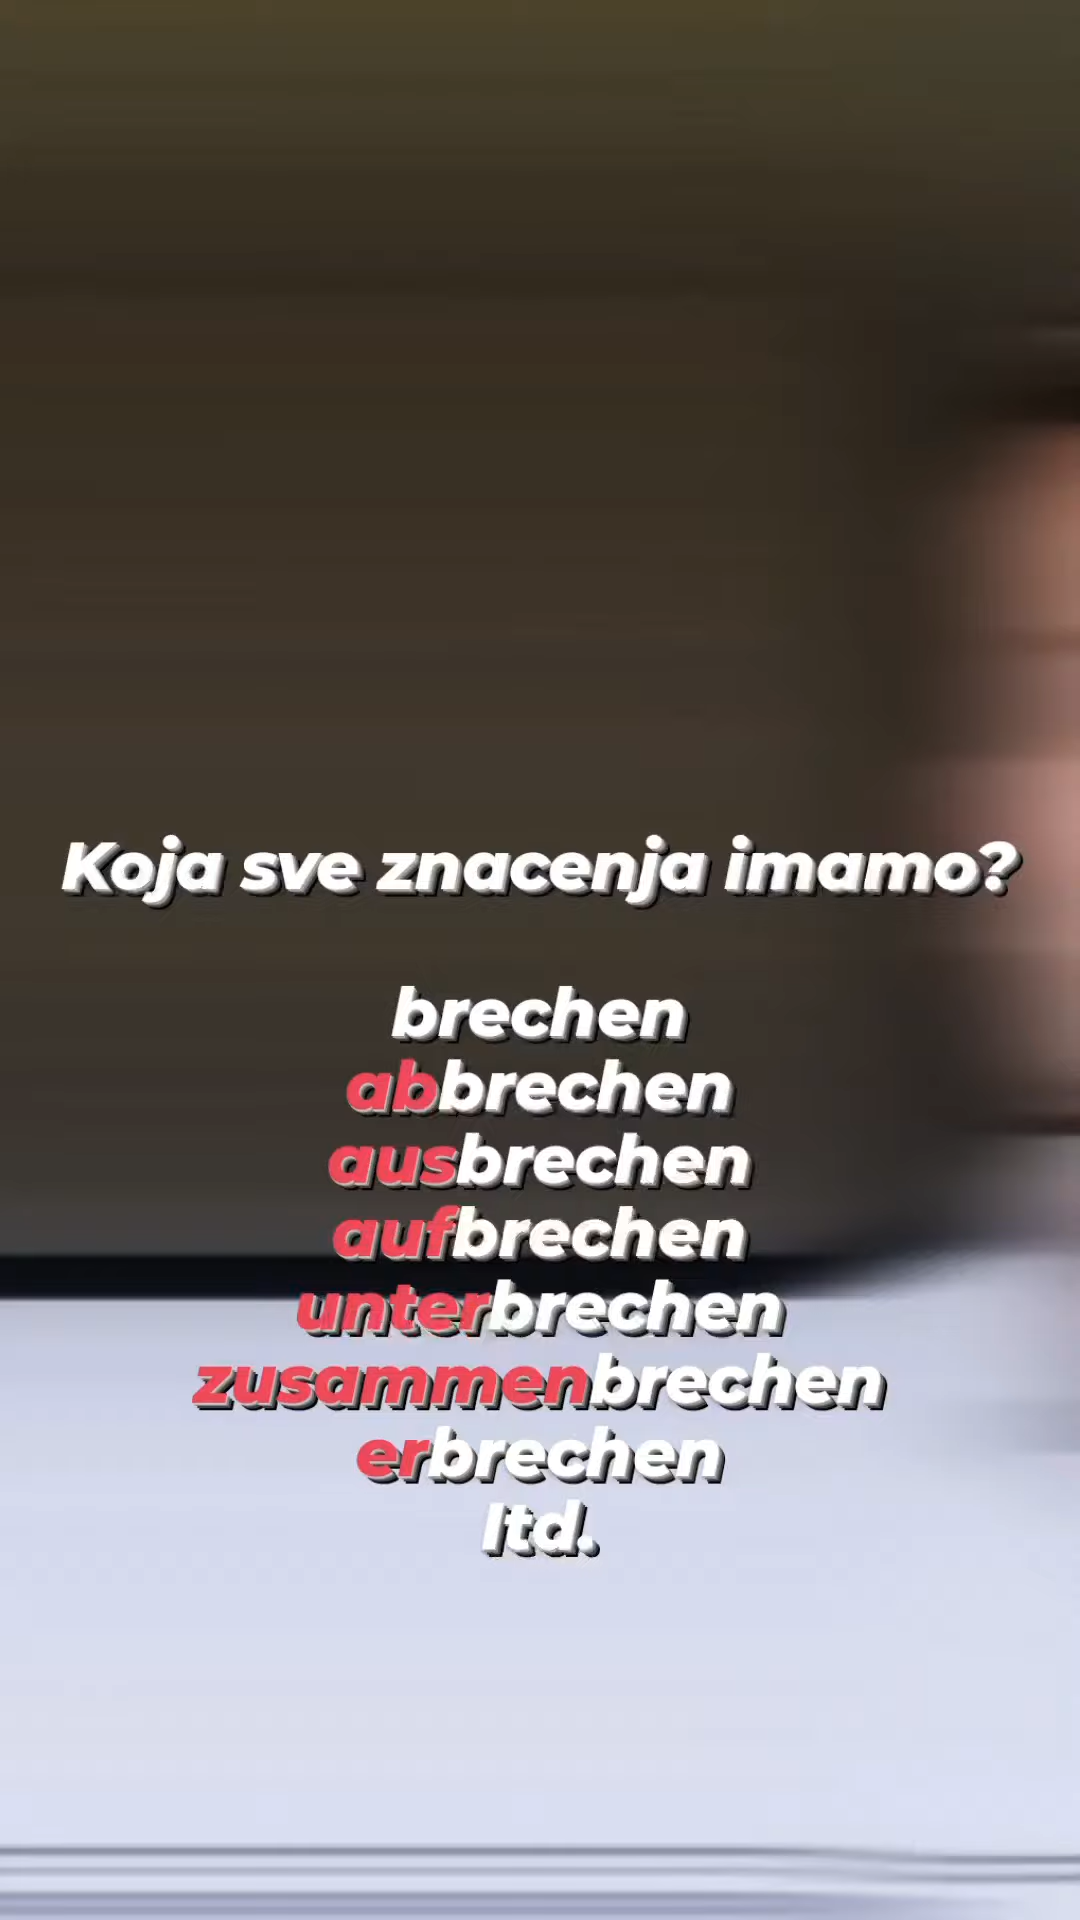 Koja sve znacenja imamo?
brechen
abbrechen
ausbrechen
aufbrechen
unterbrechen
zusammenbrechen
erbrechen
Itd.